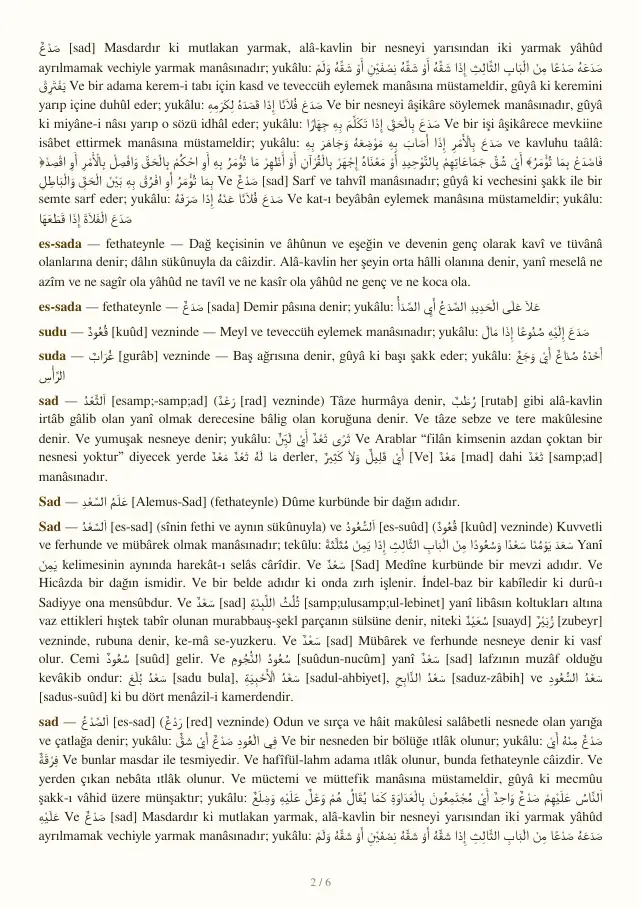 صَدْعٌ [sad] Masdardır ki mutlakan yarmak, alâ-kavlin bir nesneyi yarısından iki yarmak yâhûd
ayrılmamak vechiyle yarmak manâsınadır; yukâlu: صَدَعَهُ صَدْعًا مِنَ الْبَابِ الثَّالِثِ إِذَا شَقَّهُ أَوْ شَقَّهُ نِصْفَيْنِ أَوْ شَقَّهُ وَلَمْ
يَفْتَرِقْ Ve bir adama kerem-i tabı için kasd ve teveccüh eylemek manâsına müstameldir, gûyâ ki keremini
yarıp içine duhûl eder; yukâlu: صَدَعَ فُلَانًا إِذَا قَصَدَهُ لِكَرَمِهِ Ve bir nesneyi âşikâre söylemek manâsınadır, gûyâ
ki miyâne-i nâsı yarıp o sözü idhâl eder; yukâlu: صَدَعَ بِالْحَقِّ إِذَا تَكَلَّمَ بِهِ جِهَارًا Ve bir işi âşikârece mevkiine
isâbet ettirmek manâsına müstameldir; yukâlu: صَدَعَ بِالْأَمْرِ إِذَا أَصَابَ بِهِ مَوْضِعَهُ وَجَاهَرَ بِهِ ve kavluhu taâlâ:
﴿فَاصْدَعْ بِمَا تُؤْمَرُ﴾ أَيْ شُقَّ جَمَاعَاتِهِمْ بِالتَّوْحِيدِ أَوْ مَعْنَاهُ إِجْهَرْ بِالْقُرْآنِ أَوْ أَظْهِرْ مَا تُؤْمَرُ بِهِ أَوِ احْكُمْ بِالْحَقِّ وَافْصِلْ بِالْأَمْرِ أَوِ اقْصِدْ
بِمَا تُؤْمَرُ أَوِ افْرُقْ بِهِ بَيْنَ الْحَقِّ وَالْبَاطِلِ Ve صَدْعٌ [sad] Sarf ve tahvîl manâsınadır; gûyâ ki vechesini şakk ile bir
semte sarf eder; yukâlu: صَدَعَ فُلَانًا عَنْهُ إِذَا صَرَفَهُ Ve kat-ı beyâbân eylemek manâsına müstameldir; yukâlu:
صَدَعَ الْفَلَاةَ إِذَا قَطَعَهَا
es-sada — fethateynle — Dağ keçisinin ve âhûnun ve eşeğin ve devenin genç olarak kavî ve tüvânâ
olanlarına denir; dâlın sükûnuyla da câizdir. Alâ-kavlin her şeyin orta hâlli olanına denir, yanî meselâ ne
azîm ve ne sagîr ola yâhûd ne tavîl ve ne kasîr ola yâhûd ne genç ve ne koca ola.
es-sada — fethateynle — صَدَعٌ [sada] Demir pâsına denir; yukâlu: عَلاَ عَلَى الْحَدِيدِ الصَّدَعُ أَيِ الصَّدَأُ
sudu — قُعُودٌ [kuûd] vezninde — Meyl ve teveccüh eylemek manâsınadır; yukâlu: صَدَعَ إِلَيْهِ صُدُوعًا إِذَا مَالَ
suda — غُرَابٌ [gurâb] vezninde — Baş ağrısına denir, gûyâ ki başı şakk eder; yukâlu: أَخَذَهُ صُدَاعٌ أَيْ وَجَعُ
الرَّأْسِ
sad — اَلثَّعْدُ [esamp;-samp;ad] (رَعْدٌ [rad] vezninde) Tâze hurmâya denir, رُطَبٌ [rutab] gibi alâ-kavlin
irtâb gâlib olan yanî olmak derecesine bâlig olan koruğuna denir. Ve tâze sebze ve tere makûlesine
denir. Ve yumuşak nesneye denir; yukâlu: ثَرًى ثَعْدٌ أَيْ لَيِّنٌ Ve Arablar “filân kimsenin azdan çoktan bir
nesnesi yoktur” diyecek yerde مَا لَهُ ثَعْدٌ مَعْدٌ derler, أَيْ قَلِيلٌ وَلَا كَثِيرٌ [Ve] مَعْدٌ [mad] dahi ثَعْدٌ [samp;ad]
manâsınadır.
Sad — عَلَمُ السَّعْدِ [Alemus-Sad] (fethateynle) Dûme kurbünde bir dağın adıdır.
Sad — اَلسَّعْدُ [es-sad] (sînin fethi ve aynın sükûnuyla) ve اَلسُّعُودُ [es-suûd] (قُعُودٌ [kuûd] vezninde) Kuvvetli
ve ferhunde ve mübârek olmak manâsınadır; tekûlu: سَعَدَ يَوْمُنَا سَعْدًا وَسُعُودًا مِنَ الْبَابِ الثَّالِثِ إِذَا يَمِنَ مُثَلَّثَةً Yanî
يَمِنَ kelimesinin aynında harekât-ı selâs cârîdir. Ve سَعْدٌ [Sad] Medîne kurbünde bir mevzi adıdır. Ve
Hicâzda bir dağın ismidir. Ve bir belde adıdır ki onda zırh işlenir. İndel-baz bir kabîledir ki durû-ı
Sadiyye ona mensûbdur. Ve سَعْدٌ [sad] ثُلُثُ اللَّبِنَةِ [samp;ulusamp;ul-lebinet] yanî libâsın koltukları altına
vaz ettikleri hıştek tabîr olunan murabbauş-şekl parçanın sülsüne denir, niteki سُعَيْدٌ [suayd] زُبَيْرٌ [zubeyr]
vezninde, rubuna denir, ke-mâ se-yuzkeru. Ve سَعْدٌ [sad] Mübârek ve ferhunde nesneye denir ki vasf
olur. Cemi سُعُودٌ [suûd] gelir. Ve سُعُودُ النُّجُومِ [suûdun-nucûm] yanî سَعْدٌ [sad] lafzının muzâf olduğu
kevâkib ondur: سَعْدُ بُلَعَ [sadu bula], سَعْدُ الْأَخْبِيَةِ [sadul-ahbiyet], سَعْدُ الذَّابِحِ [saduz-zâbih] ve سَعْدُ السُّعُودِ
[sadus-suûd] ki bu dört menâzil-i kamerdendir.
sad — اَلصَّدْعُ [es-sad] (رَدْعٌ [red] vezninde) Odun ve sırça ve hâit makûlesi salâbetli nesnede olan yarığa
ve çatlağa denir; yukâlu: فِي الْعُودِ صَدْعٌ أَيْ شَقٌّ Ve bir nesneden bir bölüğe ıtlâk olunur; yukâlu: صَدْعٌ مِنْهُ أَيْ
فِرْقَةٌ Ve bunlar masdar ile tesmiyedir. Ve hafîfül-lahm adama ıtlâk olunur, bunda fethateynle câizdir. Ve
yerden çıkan nebâta ıtlâk olunur. Ve müctemi ve müttefik manâsına müstameldir, gûyâ ki mecmûu
şakk-ı vâhid üzere münşaktır; yukâlu: اَلنَّاسُ عَلَيْهِمْ صَدْعٌ وَاحِدٌ أَيْ مُجْتَمِعُونَ بِالْعَدَاوَةِ كَمَا يُقَالُ هُمْ وَعْلٌ عَلَيْهِ وَضِلَعٌ
عَلَيْهِ Ve صَدْعٌ [sad] Masdardır ki mutlakan yarmak, alâ-kavlin bir nesneyi yarısından iki yarmak yâhûd
ayrılmamak vechiyle yarmak manâsınadır; yukâlu: صَدَعَهُ صَدْعًا مِنَ الْبَابِ الثَّالِثِ إِذَا شَقَّهُ أَوْ شَقَّهُ نِصْفَيْنِ أَوْ شَقَّهُ وَلَمْ
2 / 6